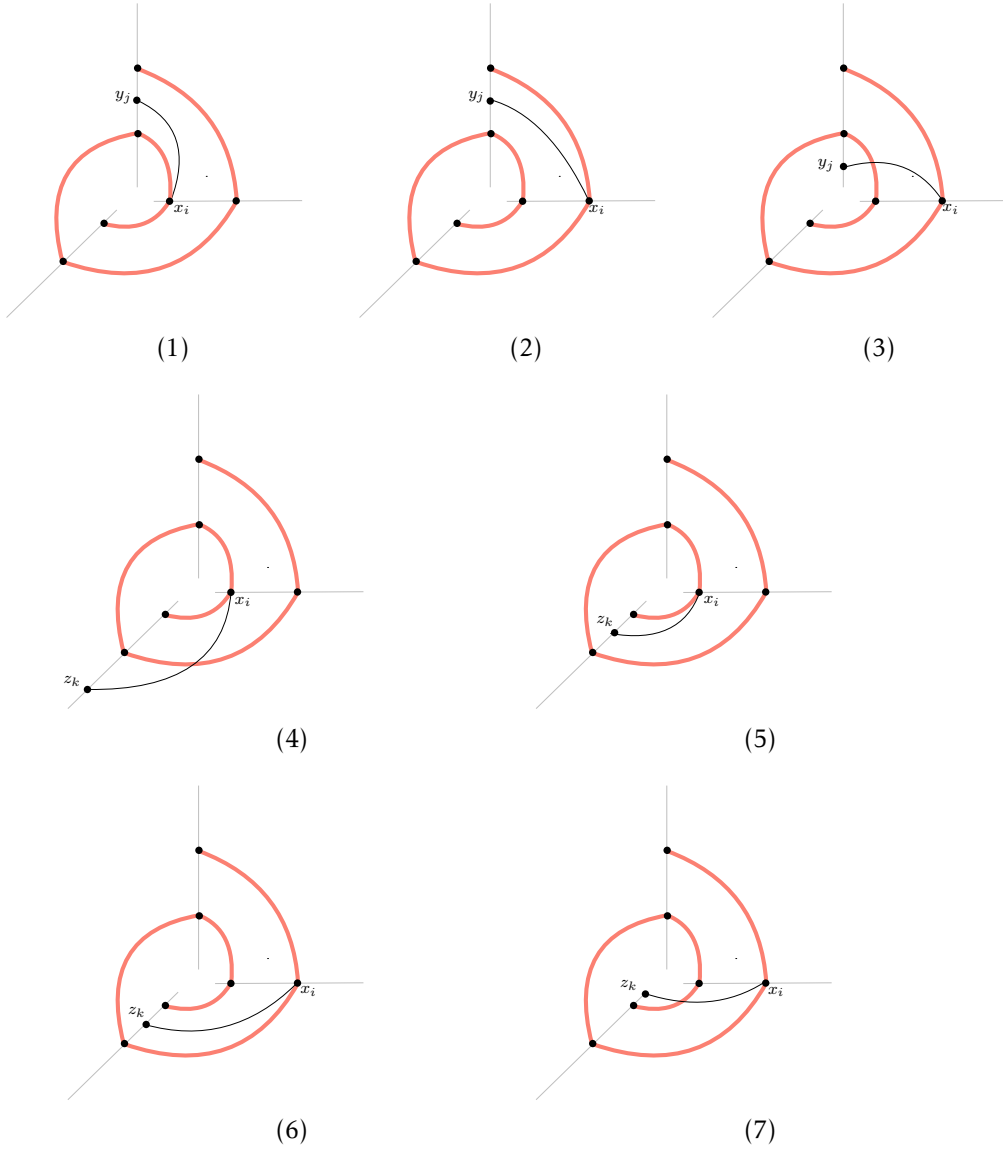 y_j
x_i
(1)
y_j
x_i
(2)
y_j
x_i
(3)
x_i
z_k
(4)
z_k
x_i
(5)
x_i
z_k
(6)
z_k
x_i
(7)